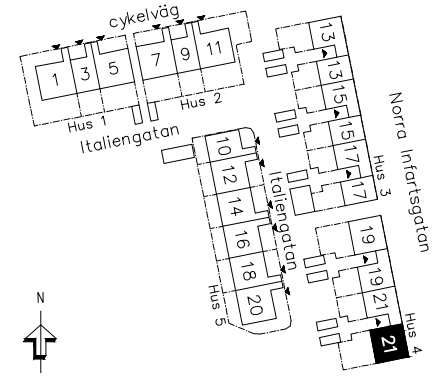 cykelväg
1
3
5
7
9
11
Hus 1
Hus 2
Italiengatan
13
13
15
15
17
17
Hus 3
Norra Infartsgatan
10
12
14
16
18
20
Hus 5
Italiengatan
19
19
21
21
Hus 4
N